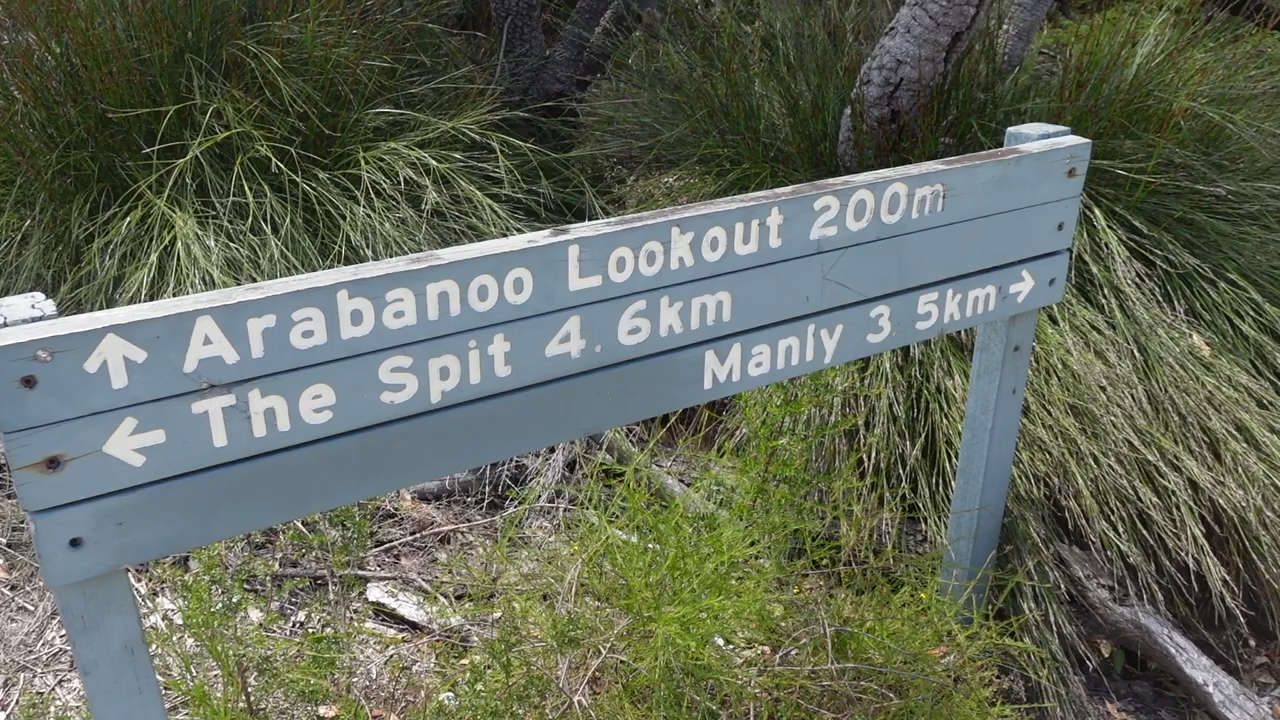 ↑ Arabanoo Lookout 200m
← The Spit 4.6km
Manly 3.5km →